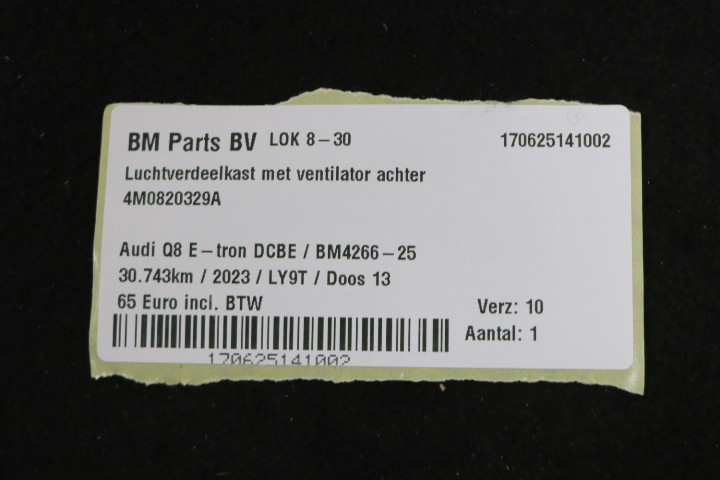 BM Parts BV LOK 8-30 170625141002
Luchtverdeelkast met ventilator achter
4M0820329A
Audi Q8 E-tron DCBE / BM4266-25
30.743km / 2023 / LY9T / Doos 13
65 Euro incl. BTW Verz: 10
Aantal: 1
170625141002